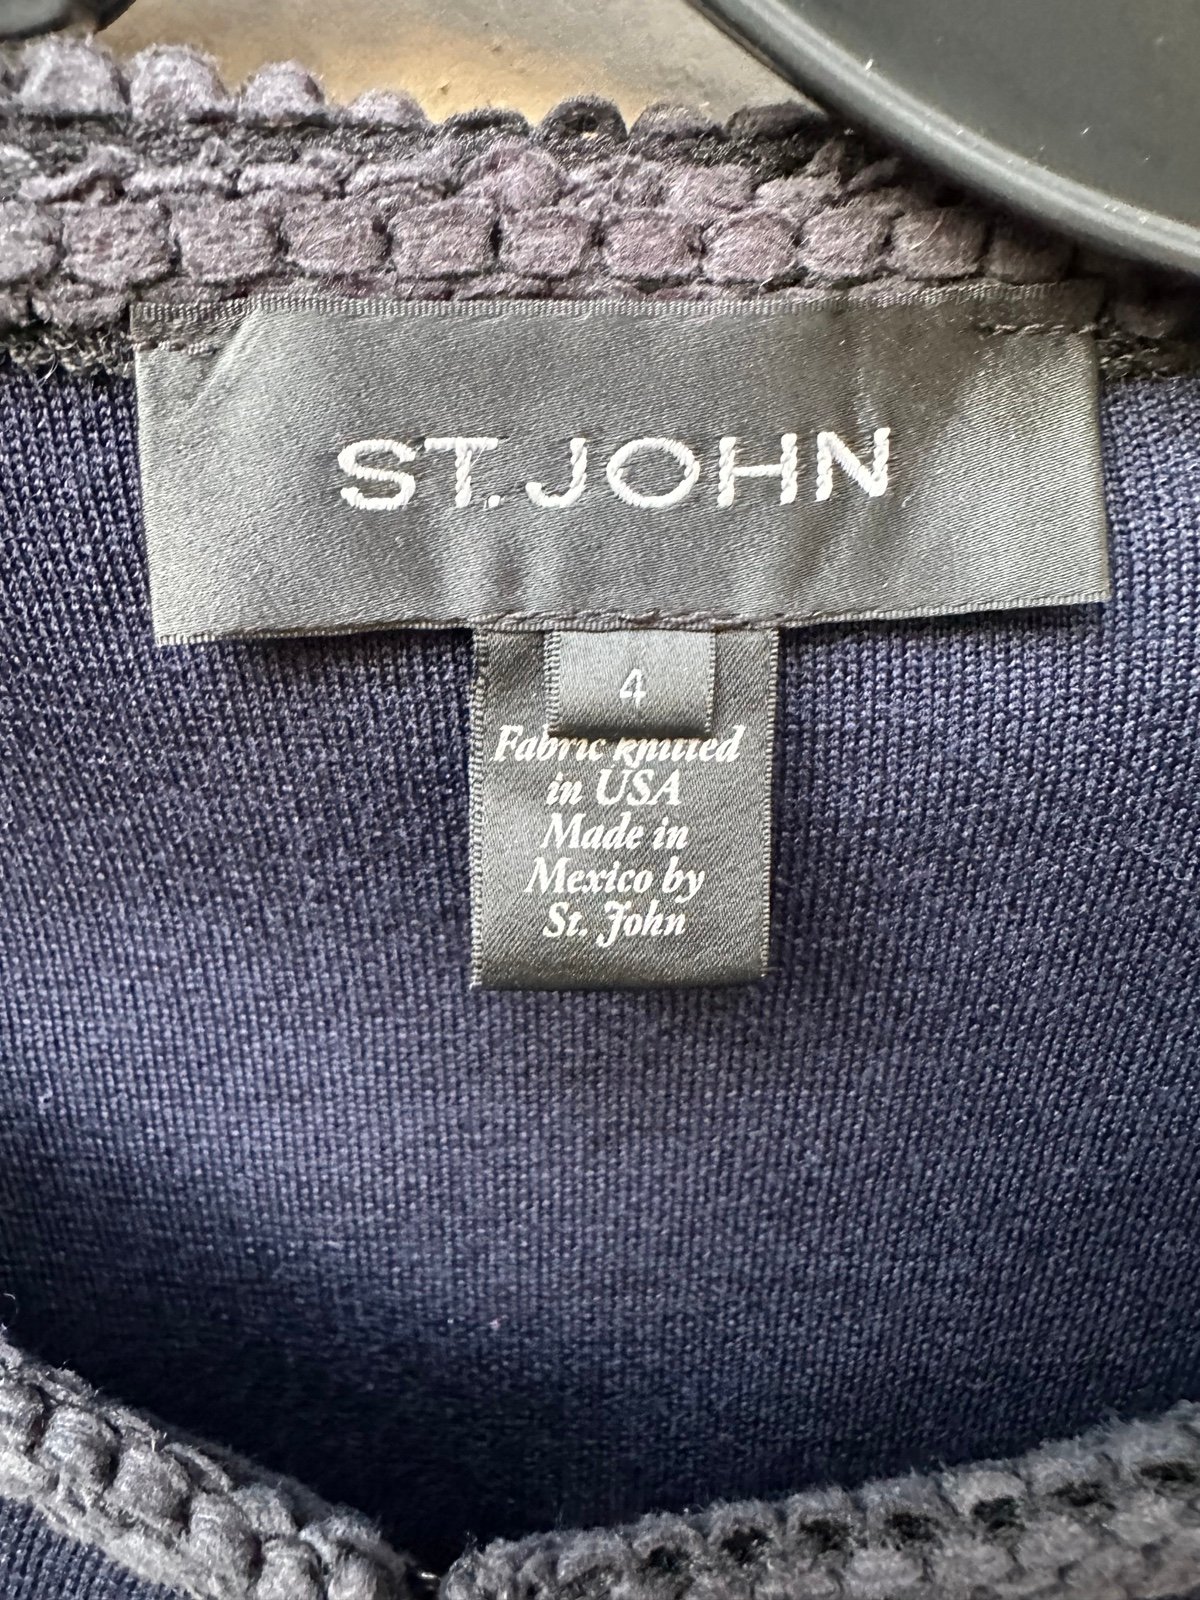 ST. JOHN
4
Fabric knitted
in USA
Made in
Mexico by
St. John